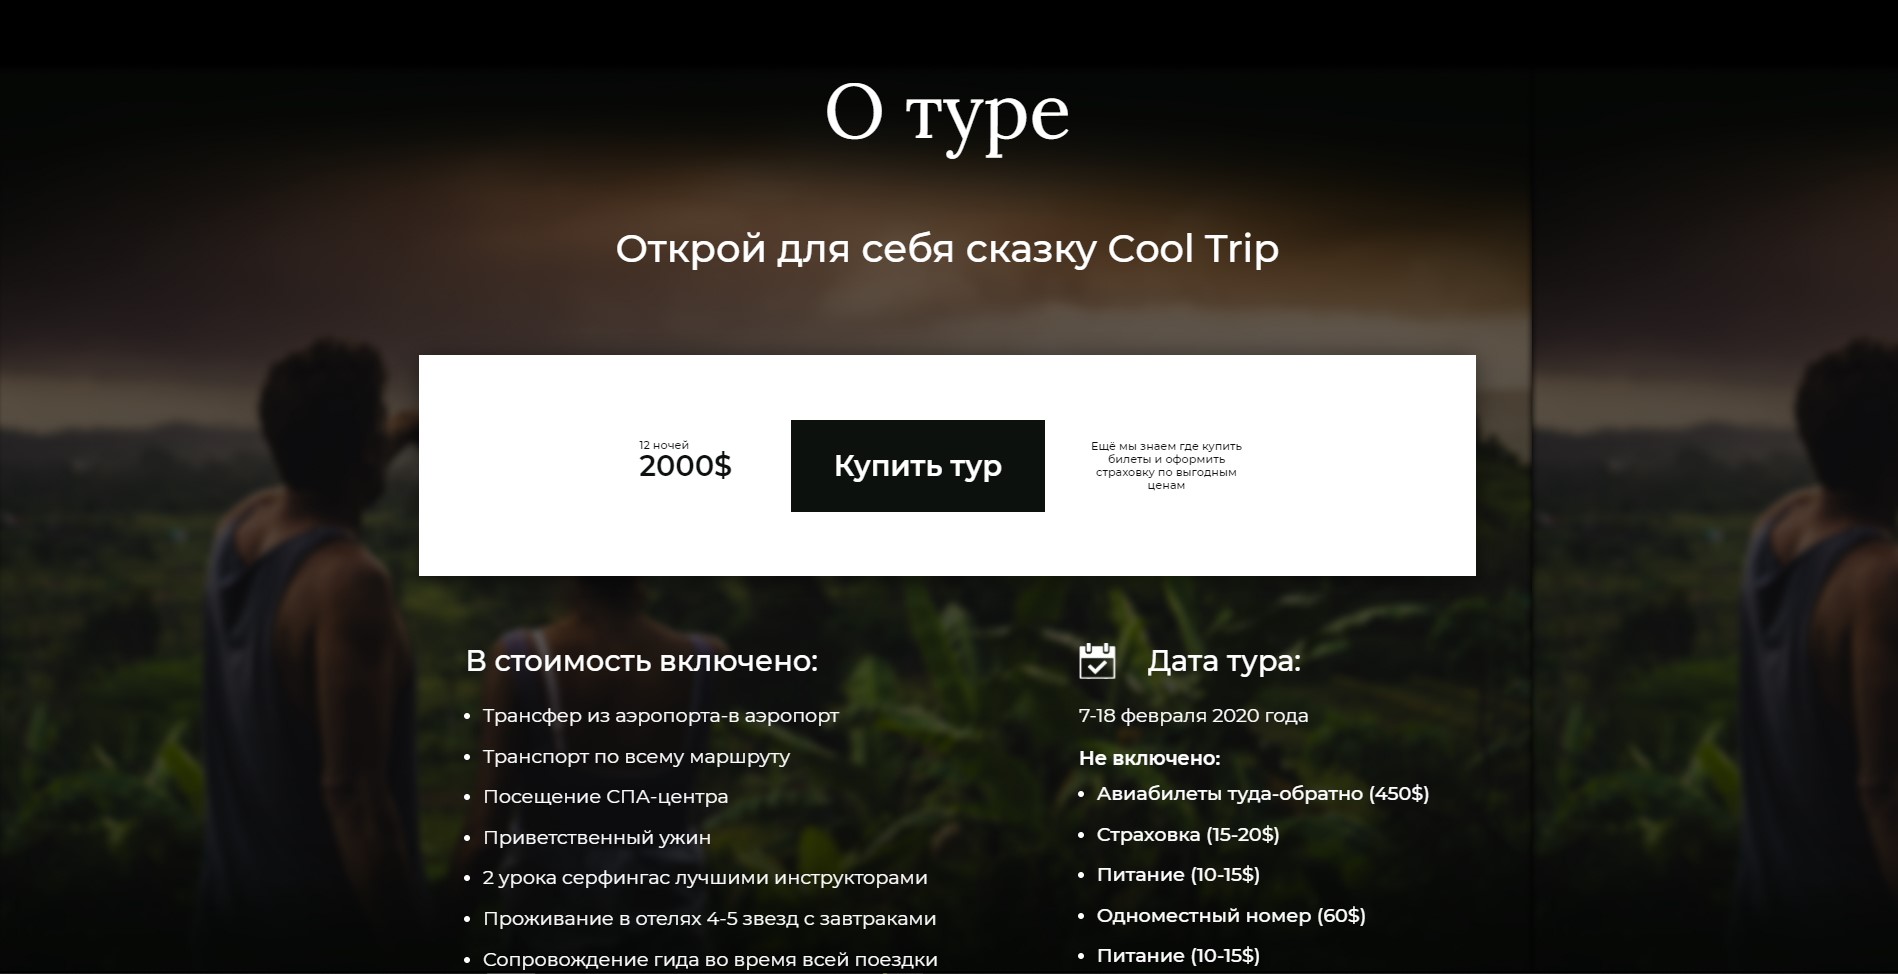 О туре
Открой для себя сказку Cool Trip
12 ночей
2000$
Купить тур
Ещё мы знаем где купить
билеты и оформить
страховку по выгодным
ценам
В стоимость включено:
• Трансфер из аэропорта-в аэропорт
• Транспорт по всему маршруту
• Посещение СПА-центра
• Приветственный ужин
• 2 урока серфингас лучшими инструкторами
• Проживание в отелях 4-5 звезд с завтраками
• Сопровождение гида во время всей поездки
Дата тура:
7-18 февраля 2020 года
Не включено:
• Авиабилеты туда-обратно (450$)
• Страховка (15-20$)
• Питание (10-15$)
• Одноместный номер (60$)
• Питание (10-15$)